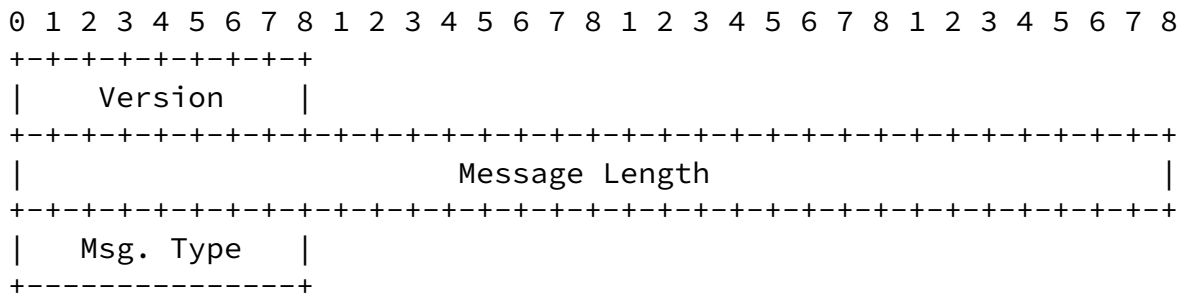 0 1 2 3 4 5 6 7 8 1 2 3 4 5 6 7 8 1 2 3 4 5 6 7 8 1 2 3 4 5 6 7 8
+-+-+-+-+-+-+-+-+
|    Version    |
+-+-+-+-+-+-+-+-+-+-+-+-+-+-+-+-+-+-+-+-+-+-+-+-+-+-+-+-+-+-+-+-+
|                        Message Length                         |
+-+-+-+-+-+-+-+-+-+-+-+-+-+-+-+-+-+-+-+-+-+-+-+-+-+-+-+-+-+-+-+-+
|   Msg. Type   |
+---------------+